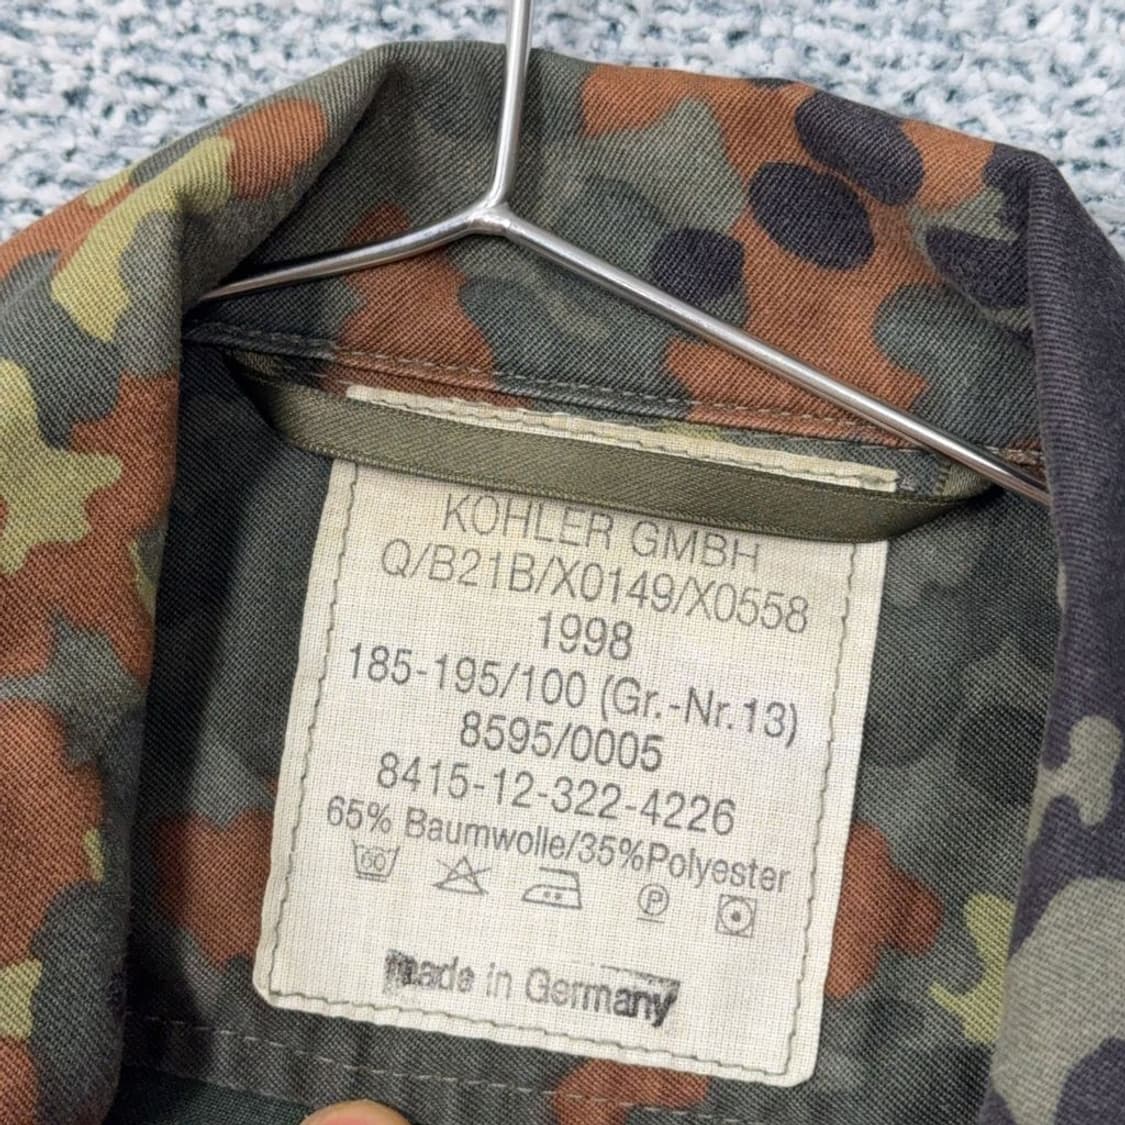 KÖHLER GMBH
Q/B21B/X0149/X0558
1998
185-195/100 (Gr.-Nr.13)
8595/0005
8415-12-322-4226
65% Baumwolle/35%Polyester
60
P
made in Germany